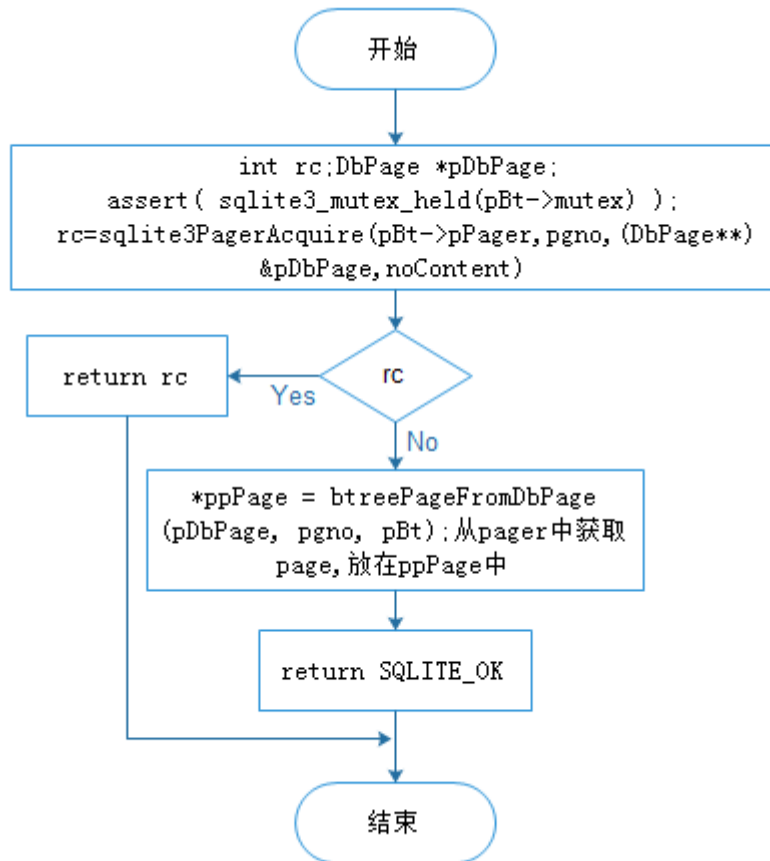 开始
int rc;DbPage *pDbPage;
assert( sqlite3_mutex_held(pBt->mutex) );
rc=sqlite3PagerAcquire(pBt->pPager,pgno,(DbPage**)
&pDbPage,noContent)
rc
return rc
Yes
No
*ppPage = btreePageFromDbPage
(pDbPage, pgno, pBt);从pager中获取
page,放在ppPage中
return SQLITE_OK
结束